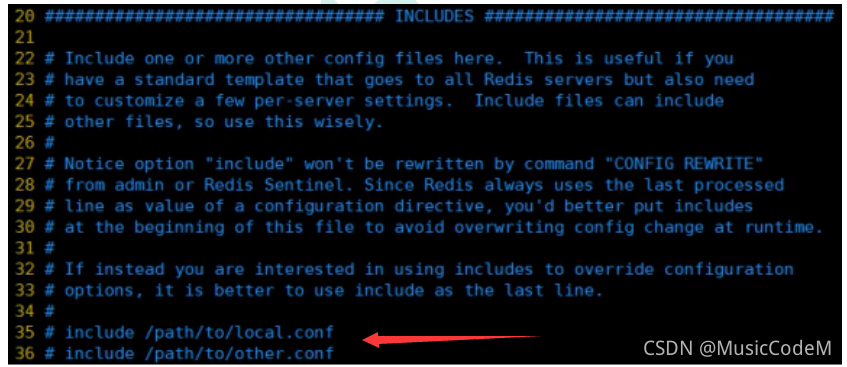 20 ################################## INCLUDES ###################################
21
22 # Include one or more other config files here.  This is useful if you
23 # have a standard template that goes to all Redis servers but also need
24 # to customize a few per-server settings.  Include files can include
25 # other files, so use this wisely.
26 #
27 # Notice option "include" won't be rewritten by command "CONFIG REWRITE"
28 # from admin or Redis Sentinel. Since Redis always uses the last processed
29 # line as value of a configuration directive, you'd better put includes
30 # at the beginning of this file to avoid overwriting config change at runtime.
31 #
32 # If instead you are interested in using includes to override configuration
33 # options, it is better to use include as the last line.
34 #
35 # include /path/to/local.conf
36 # include /path/to/other.conf
CSDN @MusicCodeM